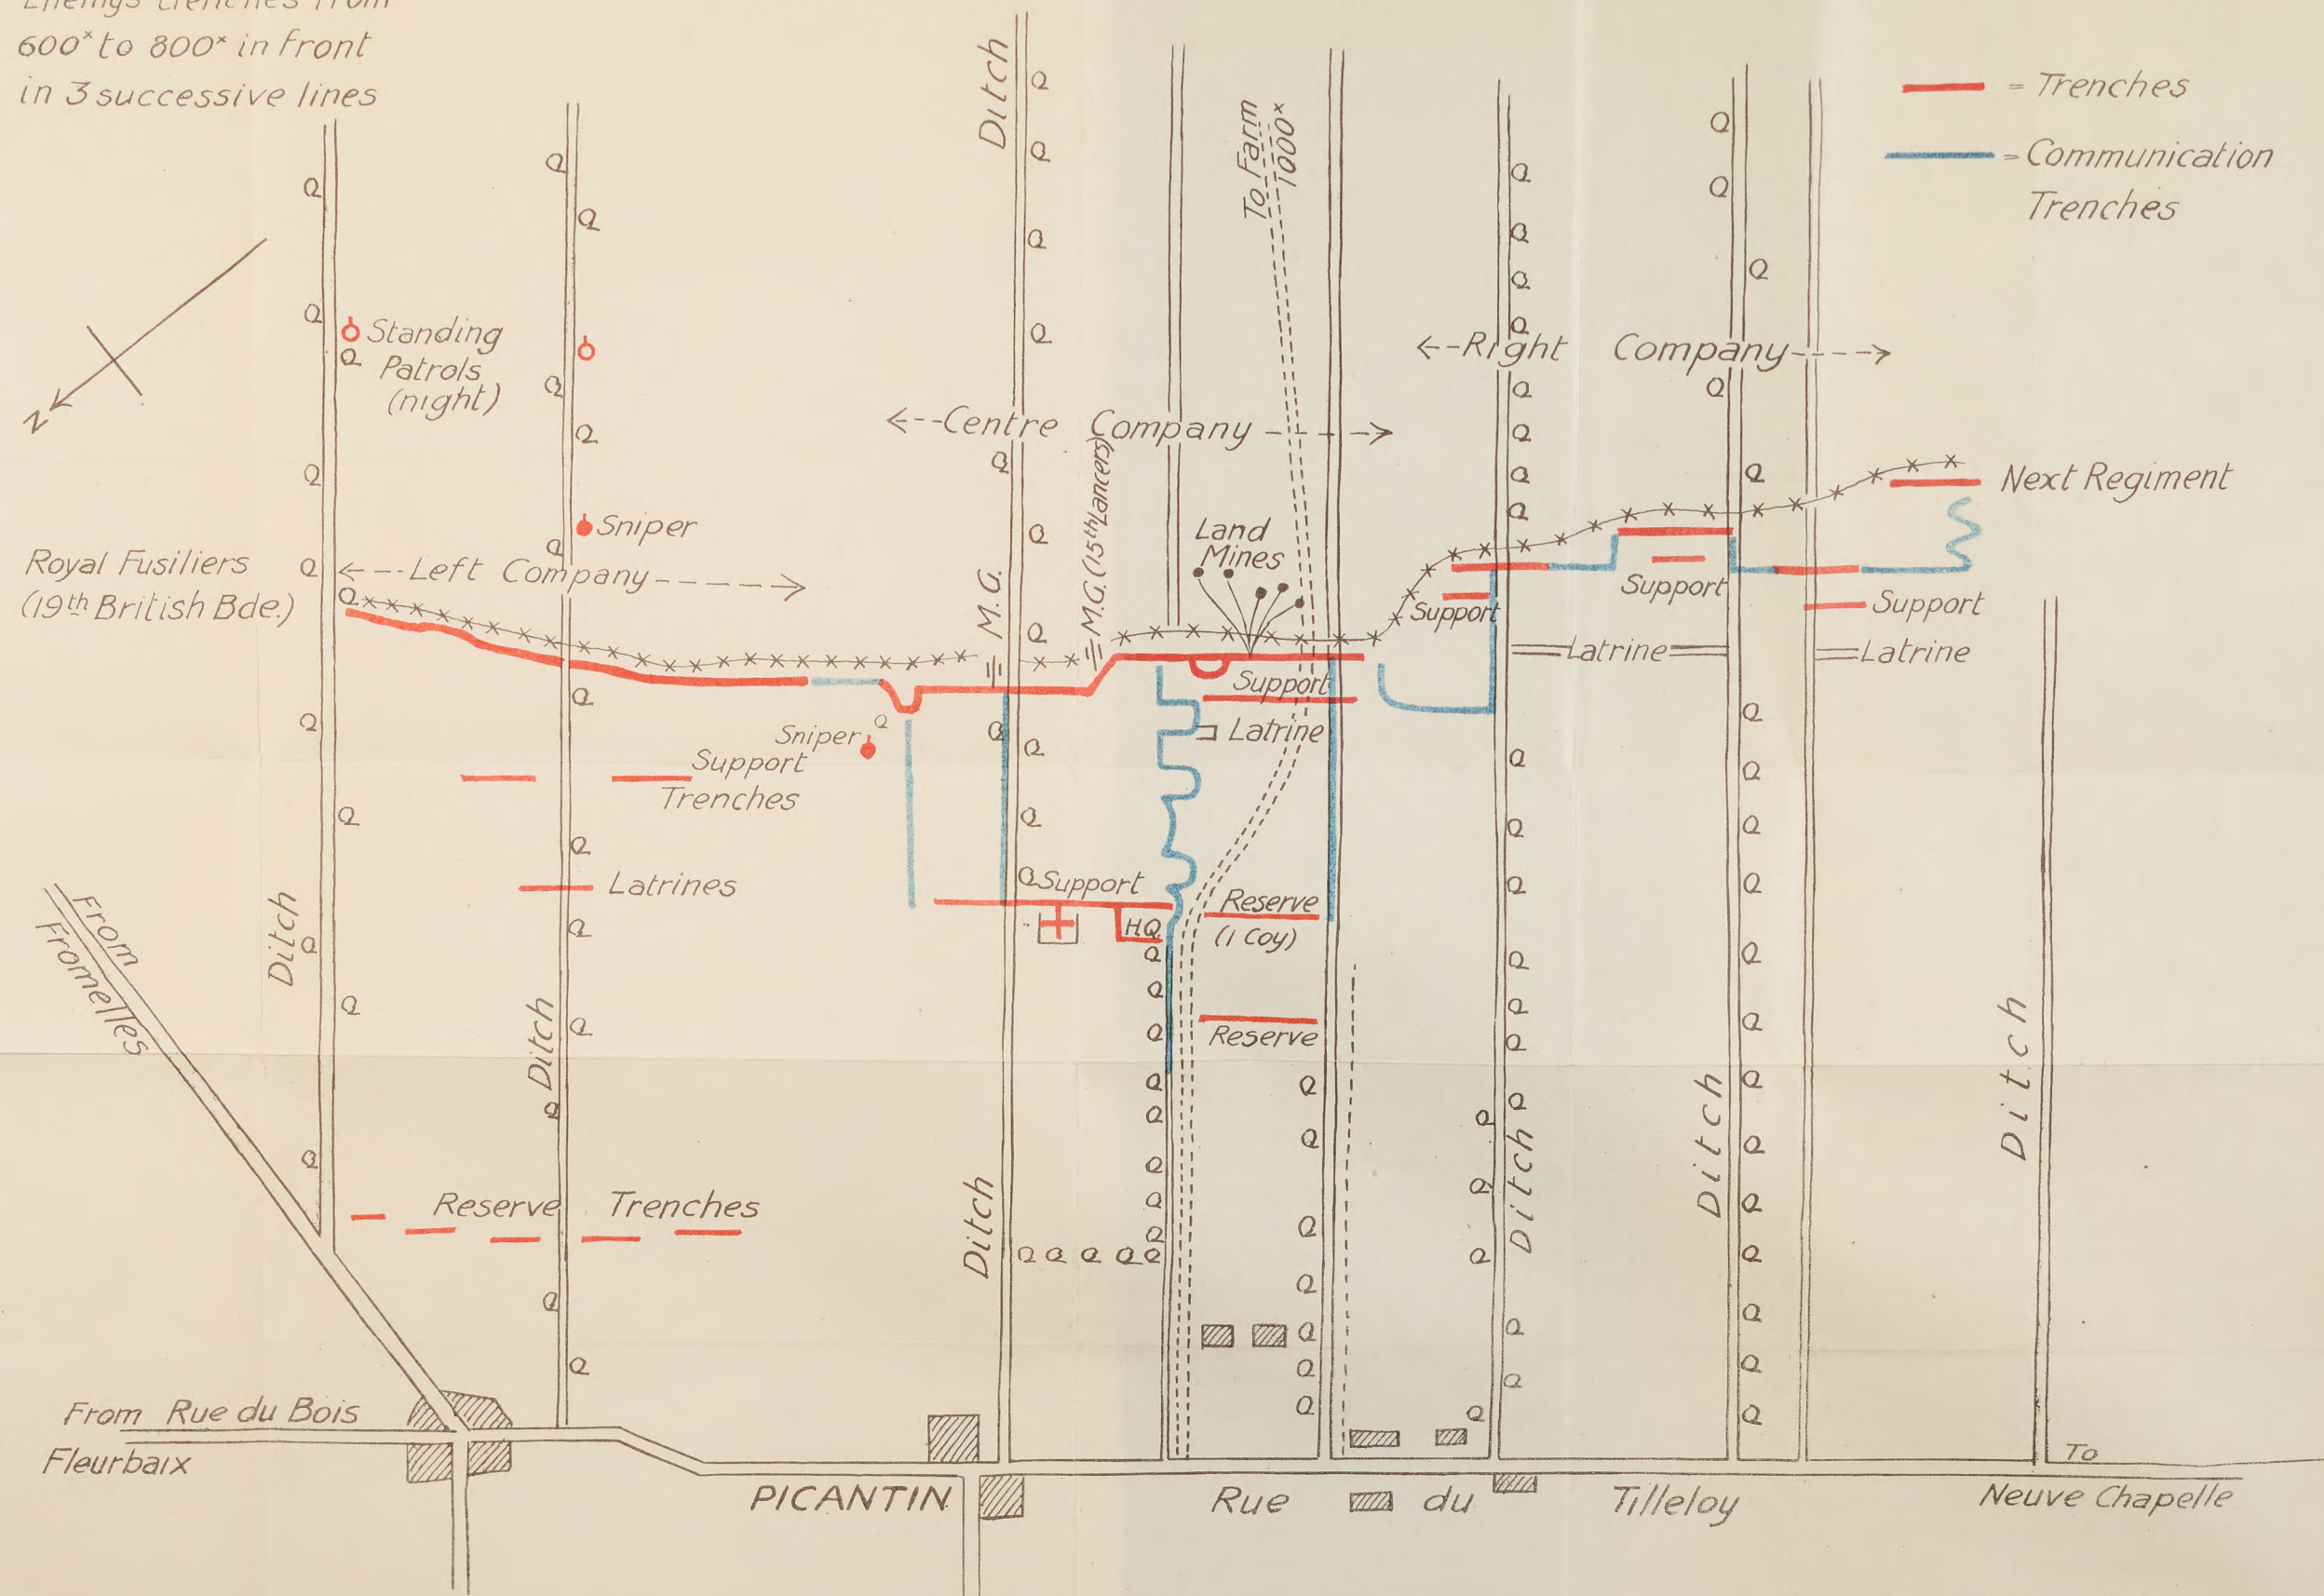 Enemys trenches from
600ˣ to 800ˣ in front
in 3 successive lines
= Trenches
= Communication
Trenches
Ditch
To Farm
1000ˣ
N
Standing
Patrols
(night)
<--Right Company---->
<--Centre Company---->
M.G. (15th Lancers)
M.G.
Sniper
Land
Mines
Next Regiment
Royal Fusiliers
(19th British Bde.)
<---Left Company------>
Support
Support
Support
Latrine
Latrine
Support
Latrine
Sniper
Support
Trenches
Latrines
Support
H.Q.
Reserve
(1 Coy)
Reserve
From
Fromelles
Ditch
Ditch
Ditch
Ditch
Ditch
Ditch
Reserve Trenches
From Rue du Bois
Fleurbaix
PICANTIN
Rue du Tilleloy
To
Neuve Chapelle